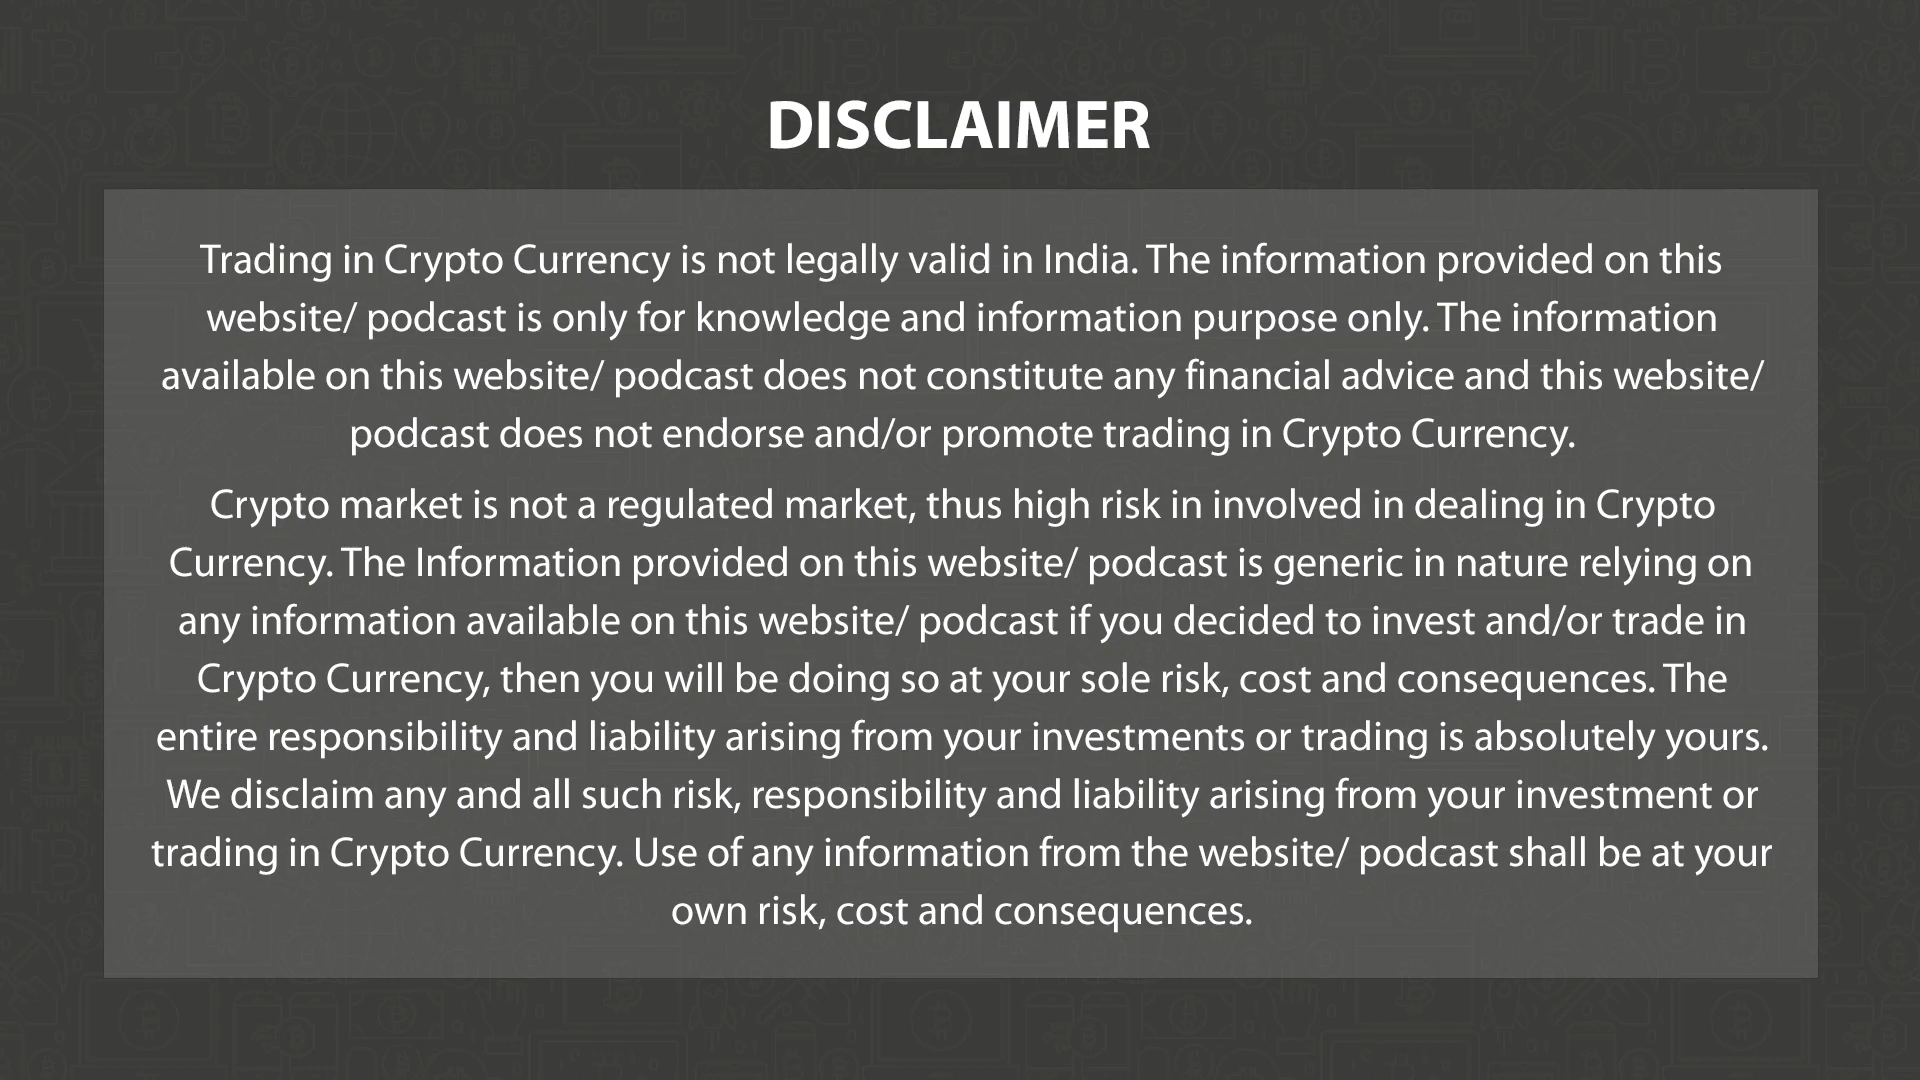 DISCLAIMER
Trading in Crypto Currency is not legally valid in India. The information provided on this
website/ podcast is only for knowledge and information purpose only. The information
available on this website/ podcast does not constitute any financial advice and this website/
podcast does not endorse and/or promote trading in Crypto Currency.
Crypto market is not a regulated market, thus high risk in involved in dealing in Crypto
Currency. The Information provided on this website/ podcast is generic in nature relying on
any information available on this website/ podcast if you decided to invest and/or trade in
Crypto Currency, then you will be doing so at your sole risk, cost and consequences. The
entire responsibility and liability arising from your investments or trading is absolutely yours.
We disclaim any and all such risk, responsibility and liability arising from your investment or
trading in Crypto Currency. Use of any information from the website/ podcast shall be at your
own risk, cost and consequences.